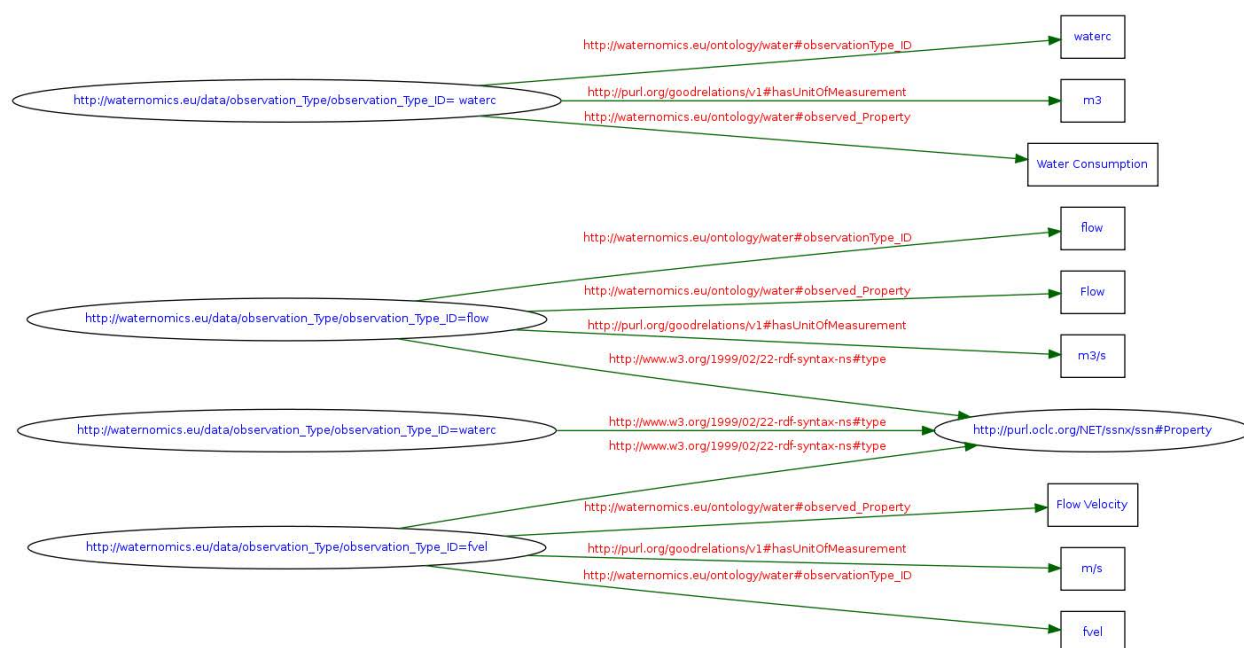 http://waternomics.eu/ontology/water#observationType_ID
waterc
http://waternomics.eu/data/observation_Type/observation_Type_ID= waterc
http://purl.org/goodrelations/v1#hasUnitOfMeasurement
m3
http://waternomics.eu/ontology/water#observed_Property
Water Consumption
http://waternomics.eu/ontology/water#observationType_ID
flow
http://waternomics.eu/ontology/water#observed_Property
Flow
http://waternomics.eu/data/observation_Type/observation_Type_ID=flow
http://purl.org/goodrelations/v1#hasUnitOfMeasurement
m3/s
http://www.w3.org/1999/02/22-rdf-syntax-ns#type
http://waternomics.eu/data/observation_Type/observation_Type_ID=waterc
http://www.w3.org/1999/02/22-rdf-syntax-ns#type
http://purl.oclc.org/NET/ssnx/ssn#Property
http://www.w3.org/1999/02/22-rdf-syntax-ns#type
http://waternomics.eu/ontology/water#observed_Property
Flow Velocity
http://waternomics.eu/data/observation_Type/observation_Type_ID=fvel
http://purl.org/goodrelations/v1#hasUnitOfMeasurement
m/s
http://waternomics.eu/ontology/water#observationType_ID
fvel